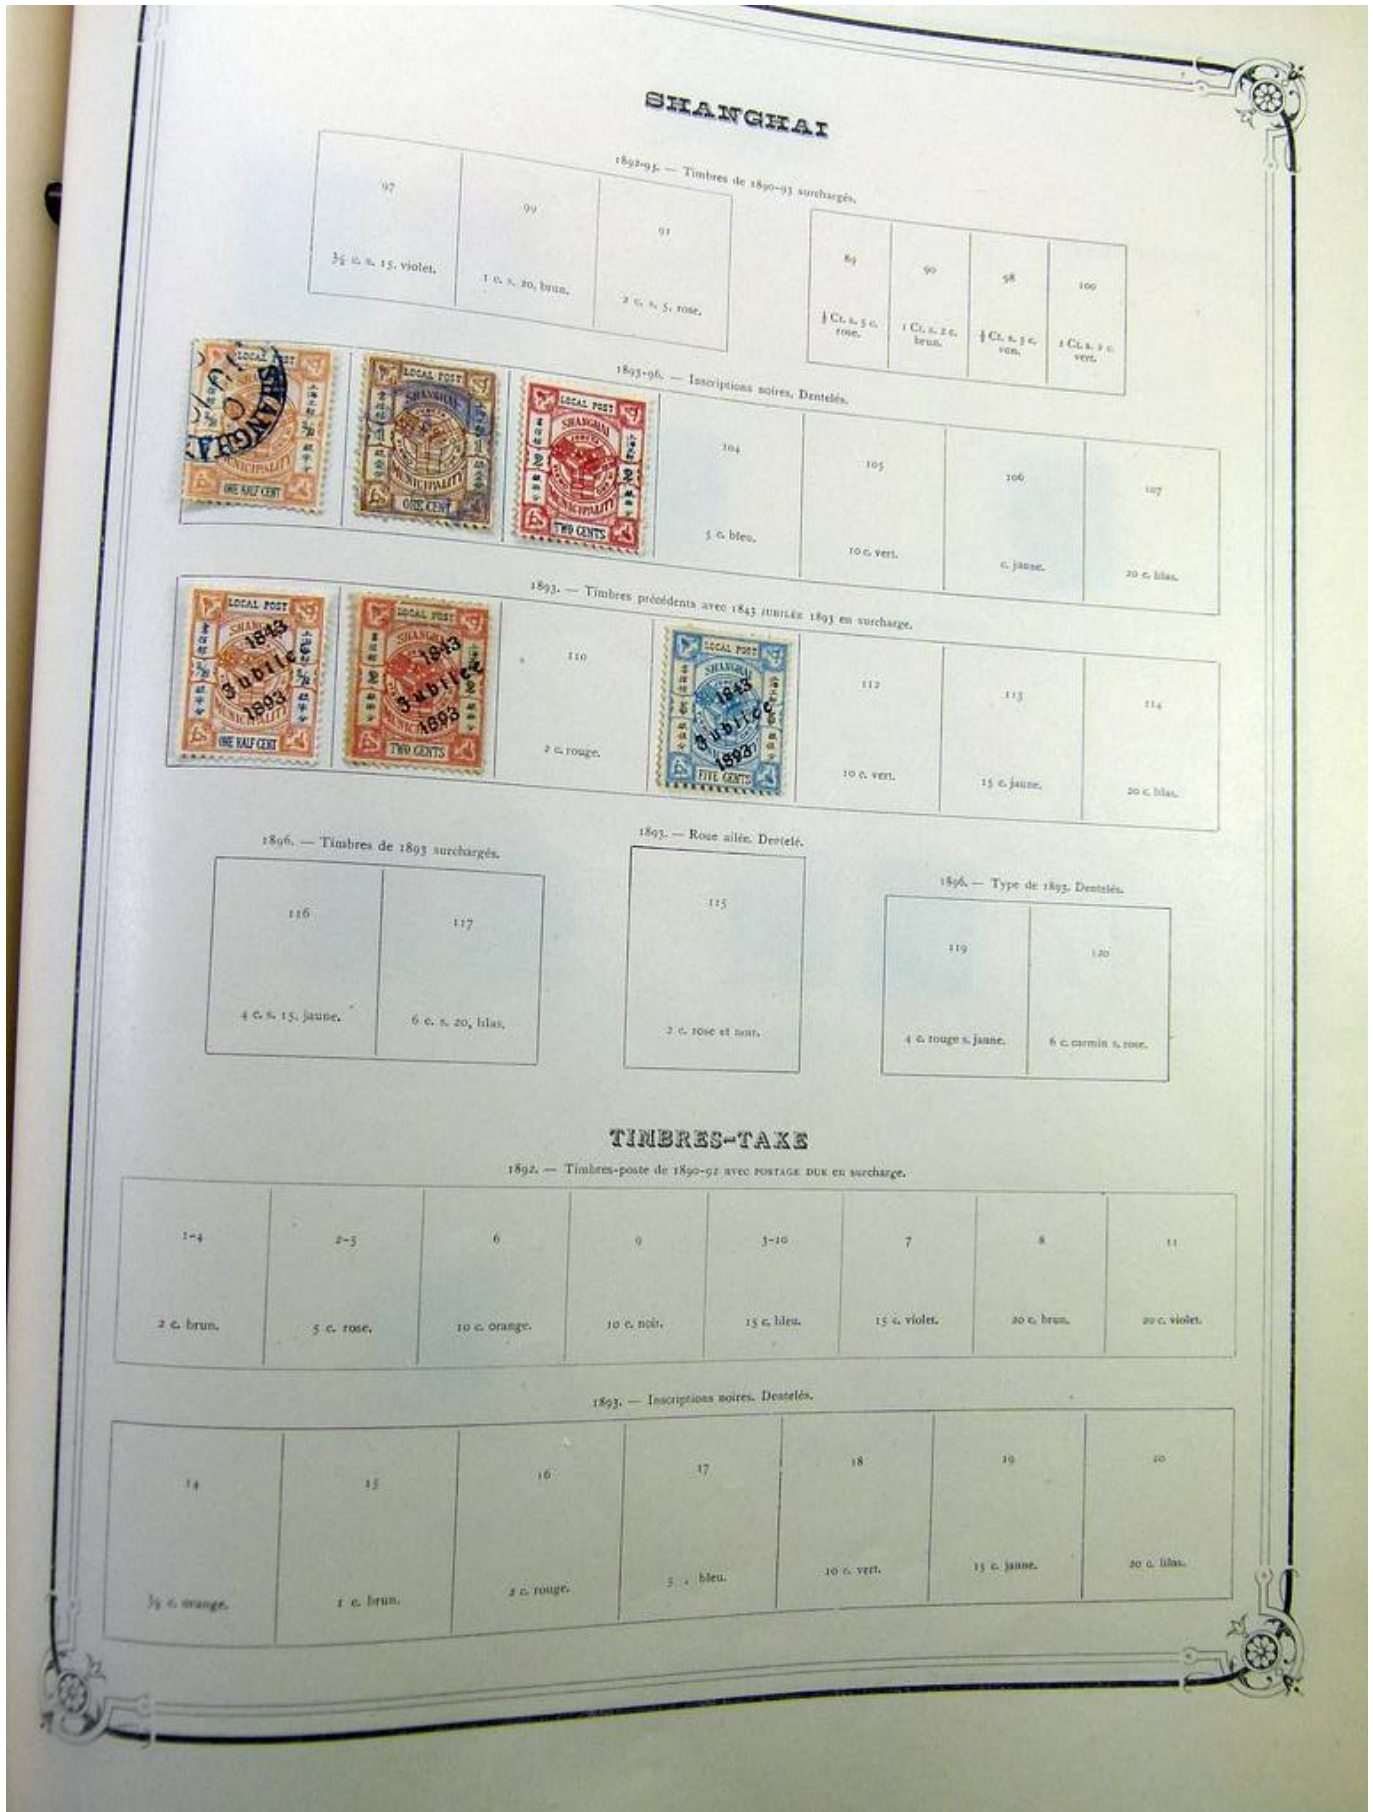 SHANGHAI
1892-93. — Timbres de 1890-93 surchargés.
97
99
91
½ c. s. 15, violet.
1 c. s. 20, brun.
2 c. s. 5, rose.
89
90
98
100
½ Ct. s. 5 c.
rose.
1 Ct. s. 2 c.
brun.
½ Ct. s. 5 c.
1 Ct. s. 2 c.
vert.
1893-96. — Inscriptions noires. Dentelés.
LOCAL POST
SHANGHAI
MUNICIPALITY
ONE HALF CENT
LOCAL POST
SHANGHAI
MUNICIPALITY
ONE CENT
LOCAL POST
SHANGHAI
MUNICIPALITY
TWO CENTS
104
5 c. bleu.
105
10 c. vert.
106
c. jaune.
107
20 c. lilas.
1893. — Timbres précédents avec 1843 JUBILÉE 1893 en surcharge.
LOCAL POST
SHANGHAI
1843
Jubilee
1893
MUNICIPALITY
ONE HALF CENT
LOCAL POST
SHANGHAI
1843
Jubilee
1893
TWO CENTS
110
2 c. rouge.
LOCAL POST
SHANGHAI
1843
Jubilee
1893
FIVE CENTS
112
10 c. vert.
113
15 c. jaune.
114
20 c. lilas.
1896. — Timbres de 1893 surchargés.
116
117
4 c. s. 15, jaune.
6 c. s. 20, lilas.
1893. — Roue ailée. Dentelé.
115
2 c. rose et noir.
1896. — Type de 1893. Dentelés.
119
120
4 c. rouge s. jaune.
6 c. carmin s. rose.
TIMBRES-TAXE
1892. — Timbres-poste de 1890-92 avec POSTAGE DUE en surcharge.
1-4
2-5
6
9
3-10
7
8
11
2 c. brun.
5 c. rose.
10 c. orange.
10 c. noir.
15 c. bleu.
15 c. violet.
20 c. brun.
20 c. violet.
1893. — Inscriptions noires. Dentelés.
14
15
16
17
18
19
20
½ c. orange.
1 c. brun.
2 c. rouge.
5 . bleu.
10 c. vert.
15 c. jaune.
20 c. lilas.